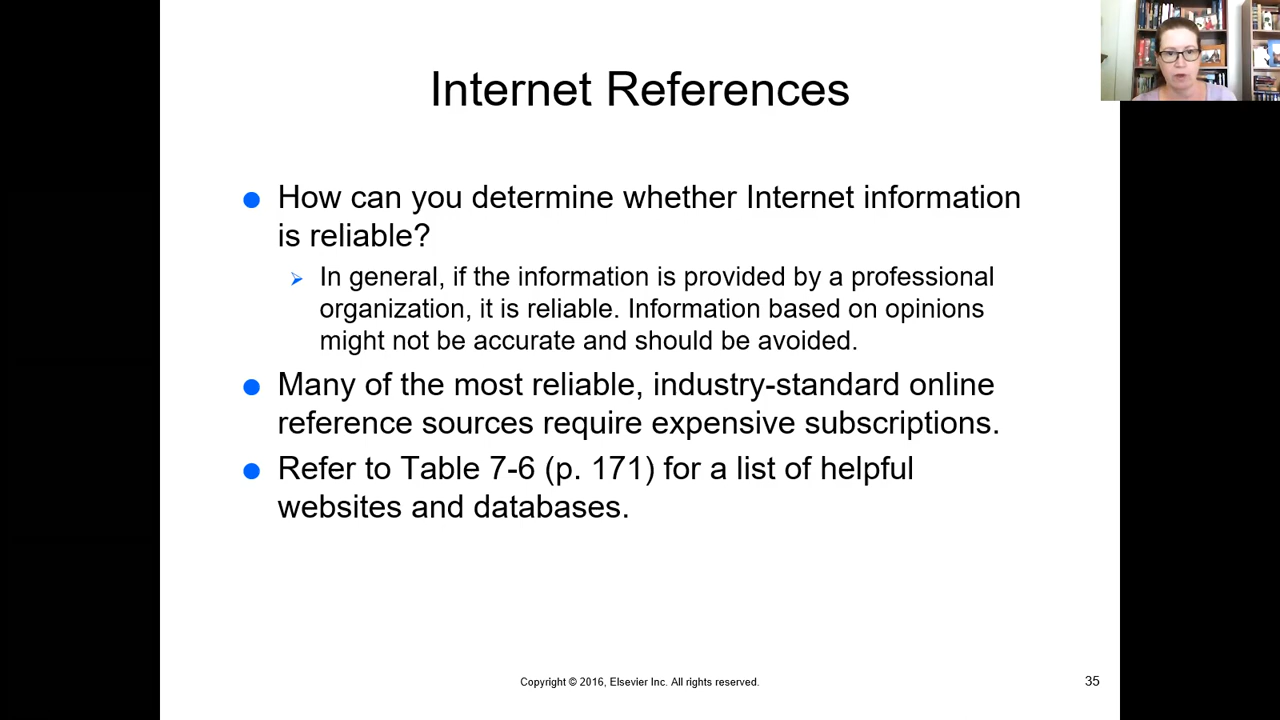 Internet References
How can you determine whether Internet information
is reliable?
In general, if the information is provided by a professional
organization, it is reliable. Information based on opinions
might not be accurate and should be avoided.
Many of the most reliable, industry-standard online
reference sources require expensive subscriptions.
Refer to Table 7-6 (p. 171) for a list of helpful
websites and databases.
Copyright © 2016, Elsevier Inc. All rights reserved.
35